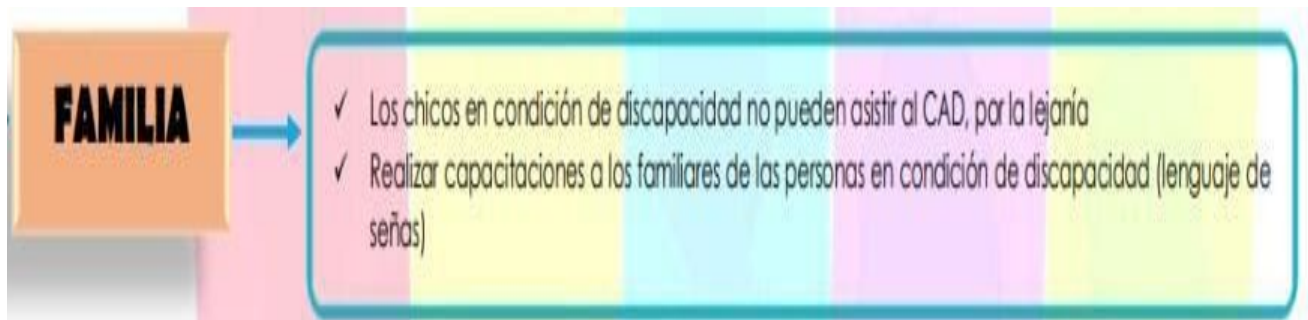 FAMILIA
✓ Los chicos en condición de discapacidad no pueden asistir al CAD, por la lejanía
✓ Realizar capacitaciones a los familiares de las personas en condición de discapacidad (lenguaje de
señas)